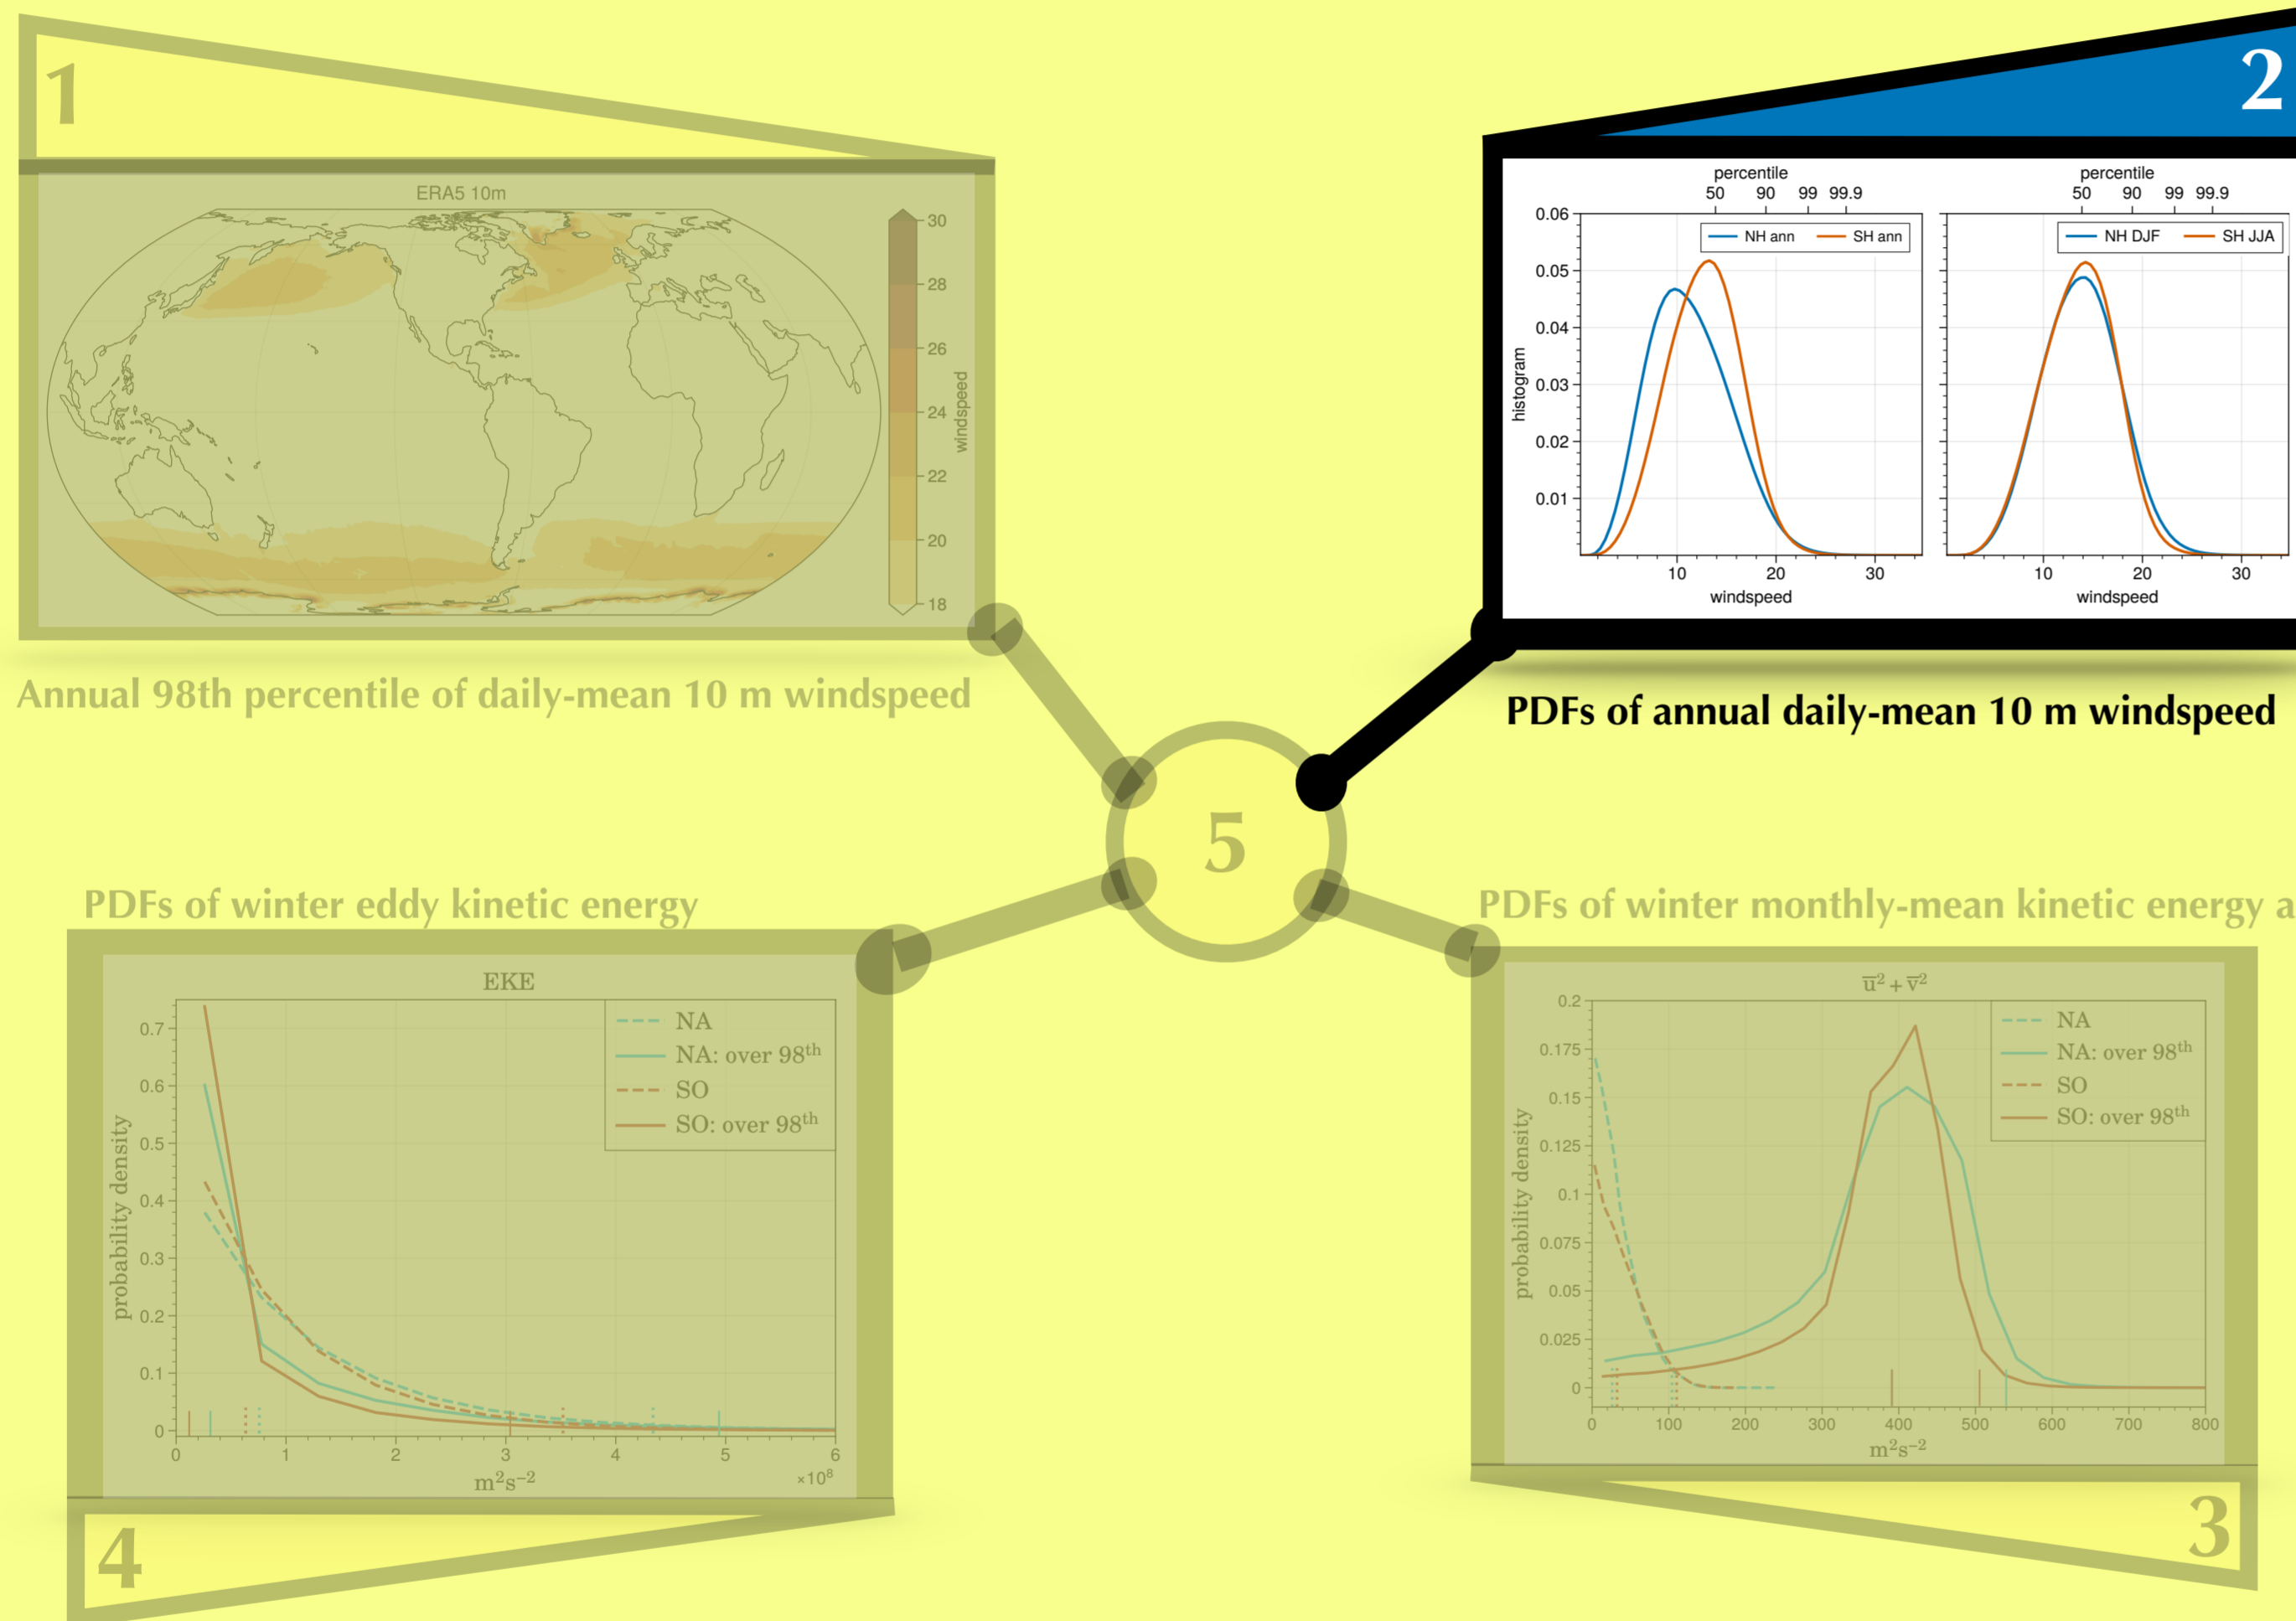 1
2
ERA5 10m
30
28
26
24
22
20
18
windspeed
Annual 98th percentile of daily-mean 10 m windspeed
percentile
50 90 99 99.9
NH ann SH ann
0.06
0.05
0.04
0.03
0.02
0.01
histogram
10 20 30
windspeed
percentile
50 90 99 99.9
NH DJF SH JJA
10 20 30
windspeed
PDFs of annual daily-mean 10 m windspeed
5
PDFs of winter eddy kinetic energy
EKE
NA
NA: over 98th
SO
SO: over 98th
0.7
0.6
0.5
0.4
0.3
0.2
0.1
0
probability density
0 1 2 3 4 5 6
×10⁸
m²s⁻²
4
PDFs of winter monthly-mean kinetic energy a
u̅² + v̅²
NA
NA: over 98th
SO
SO: over 98th
0.2
0.175
0.15
0.125
0.1
0.075
0.05
0.025
0
probability density
0 100 200 300 400 500 600 700 800
m²s⁻²
3